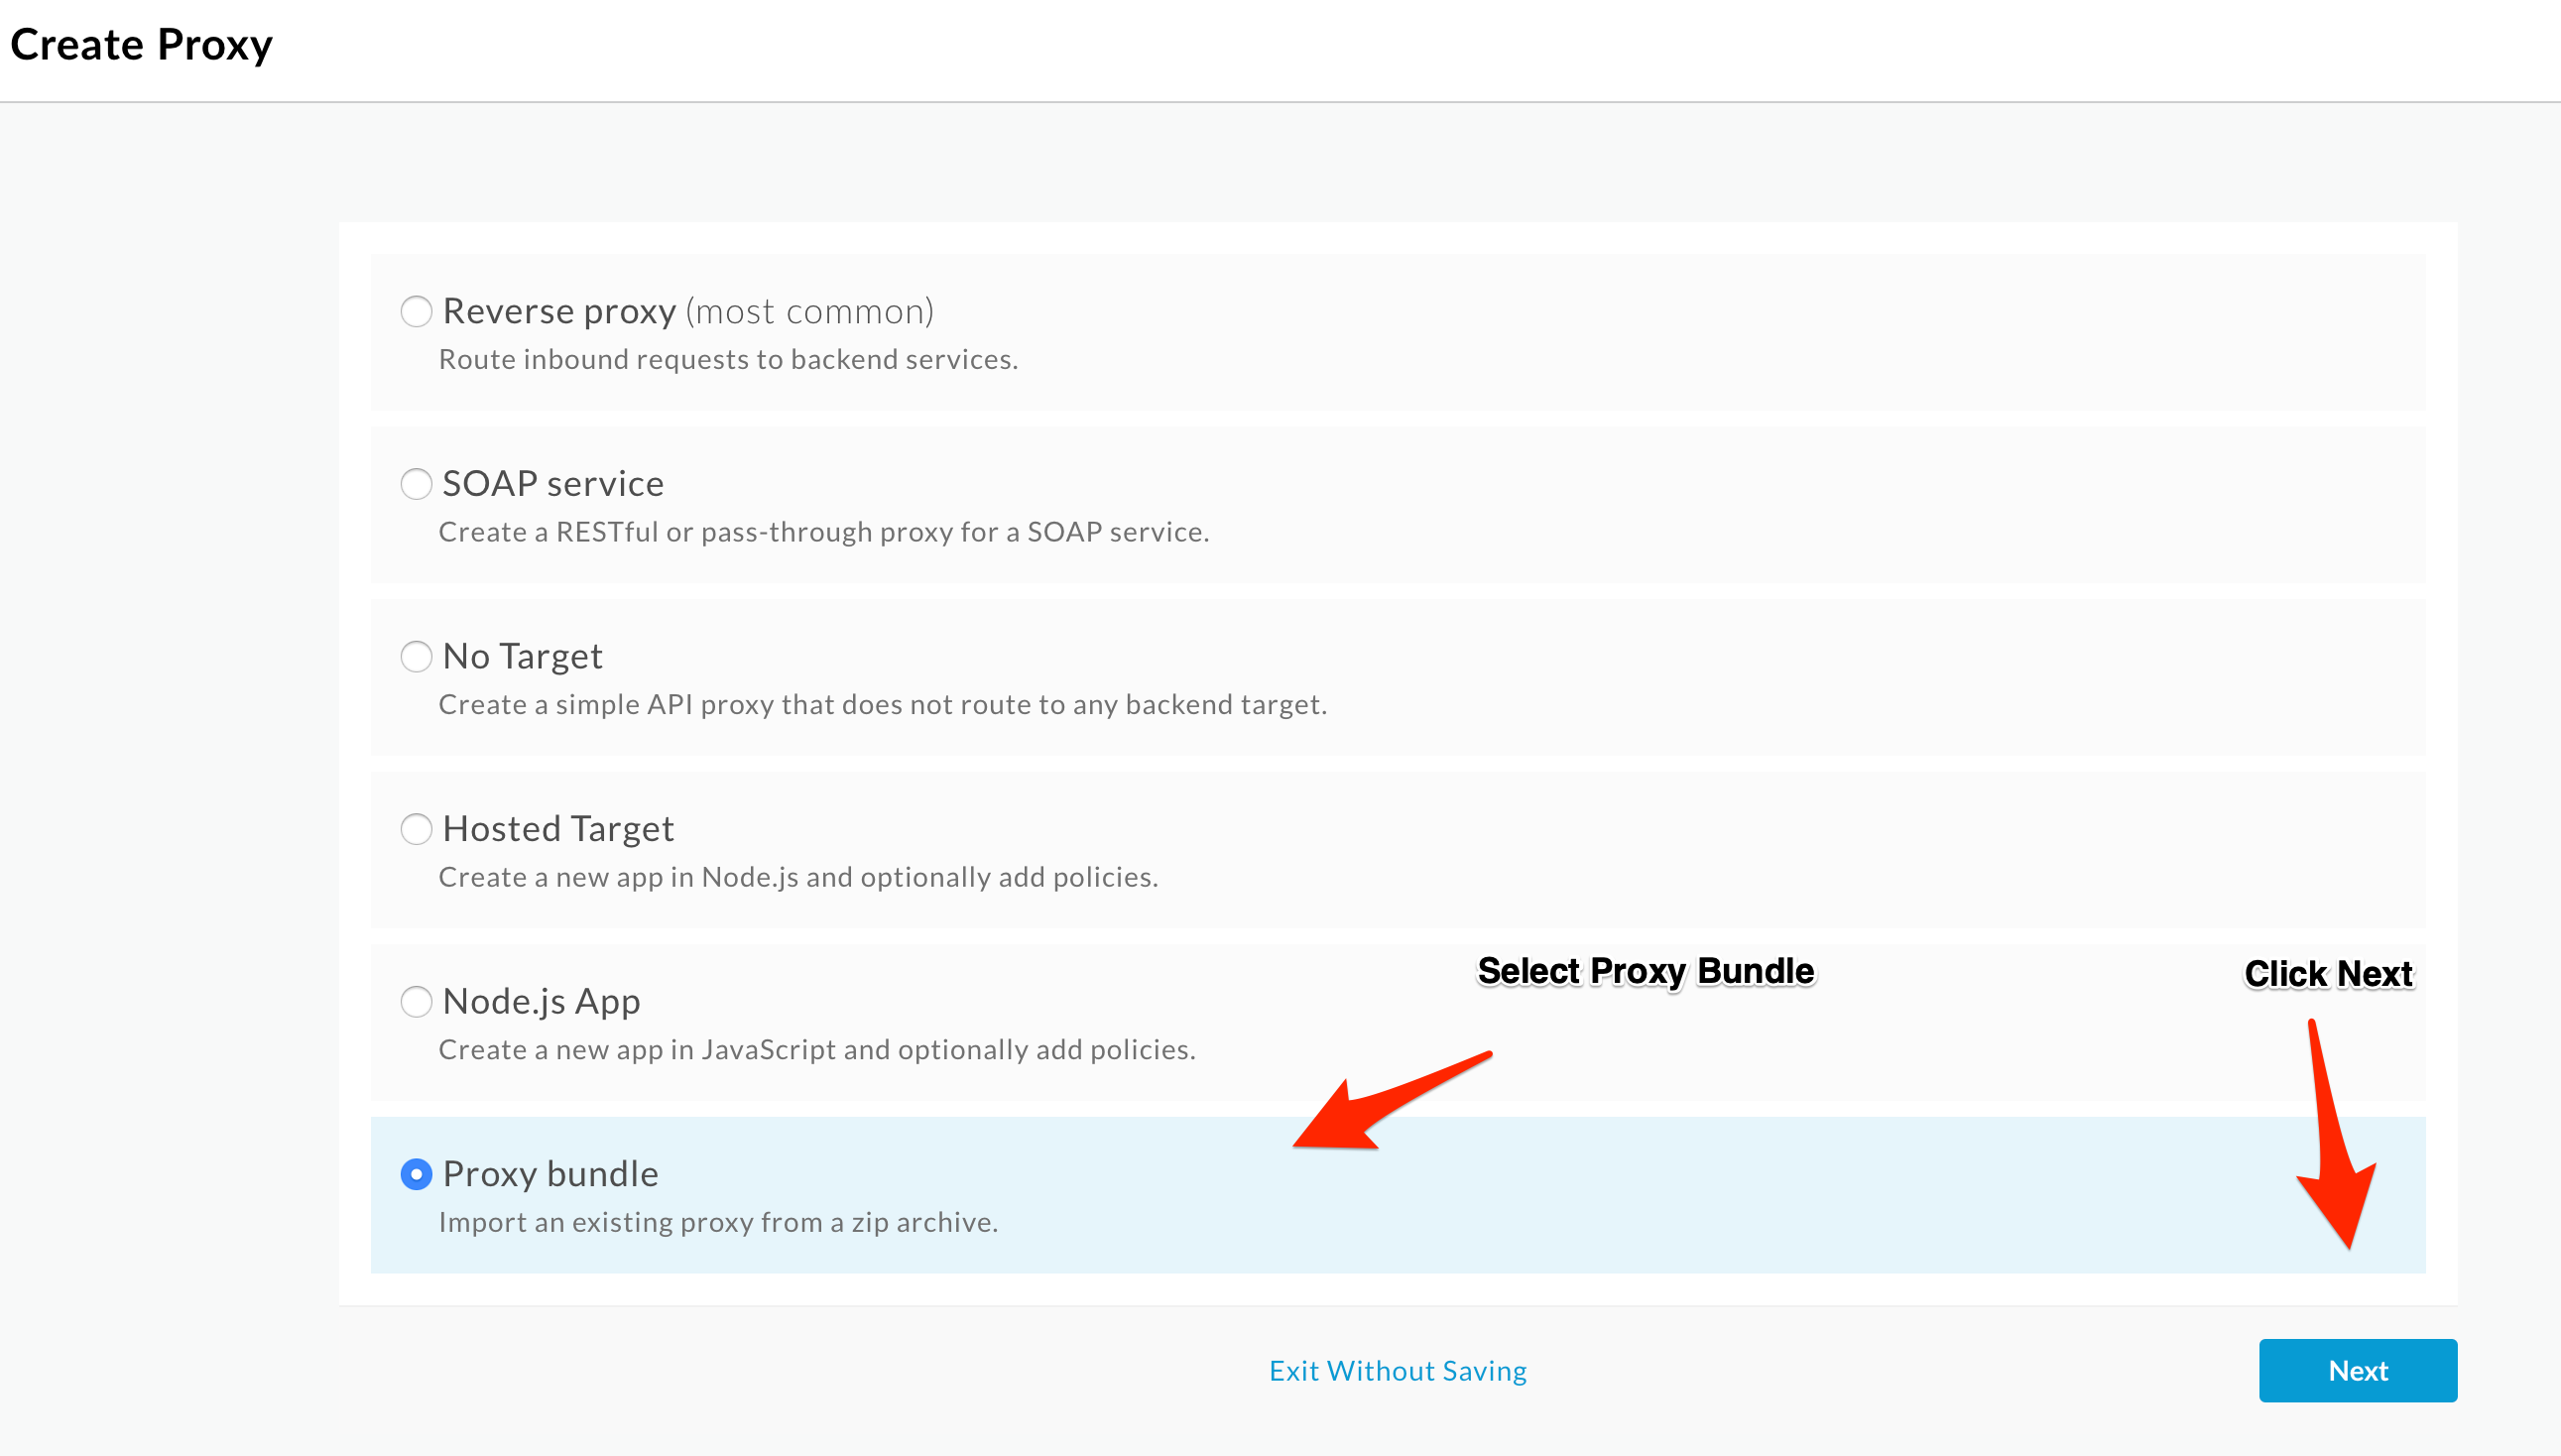 Create Proxy
Reverse proxy (most common)
Route inbound requests to backend services.
SOAP service
Create a RESTful or pass-through proxy for a SOAP service.
No Target
Create a simple API proxy that does not route to any backend target.
Hosted Target
Create a new app in Node.js and optionally add policies.
Select Proxy Bundle
Click Next
Node.js App
Create a new app in JavaScript and optionally add policies.
Proxy bundle
Import an existing proxy from a zip archive.
Exit Without Saving
Next